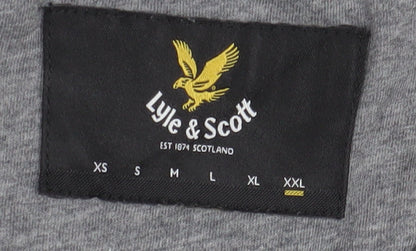 Lyle & Scott
EST 1874 SCOTLAND
XS S M L XL XXL